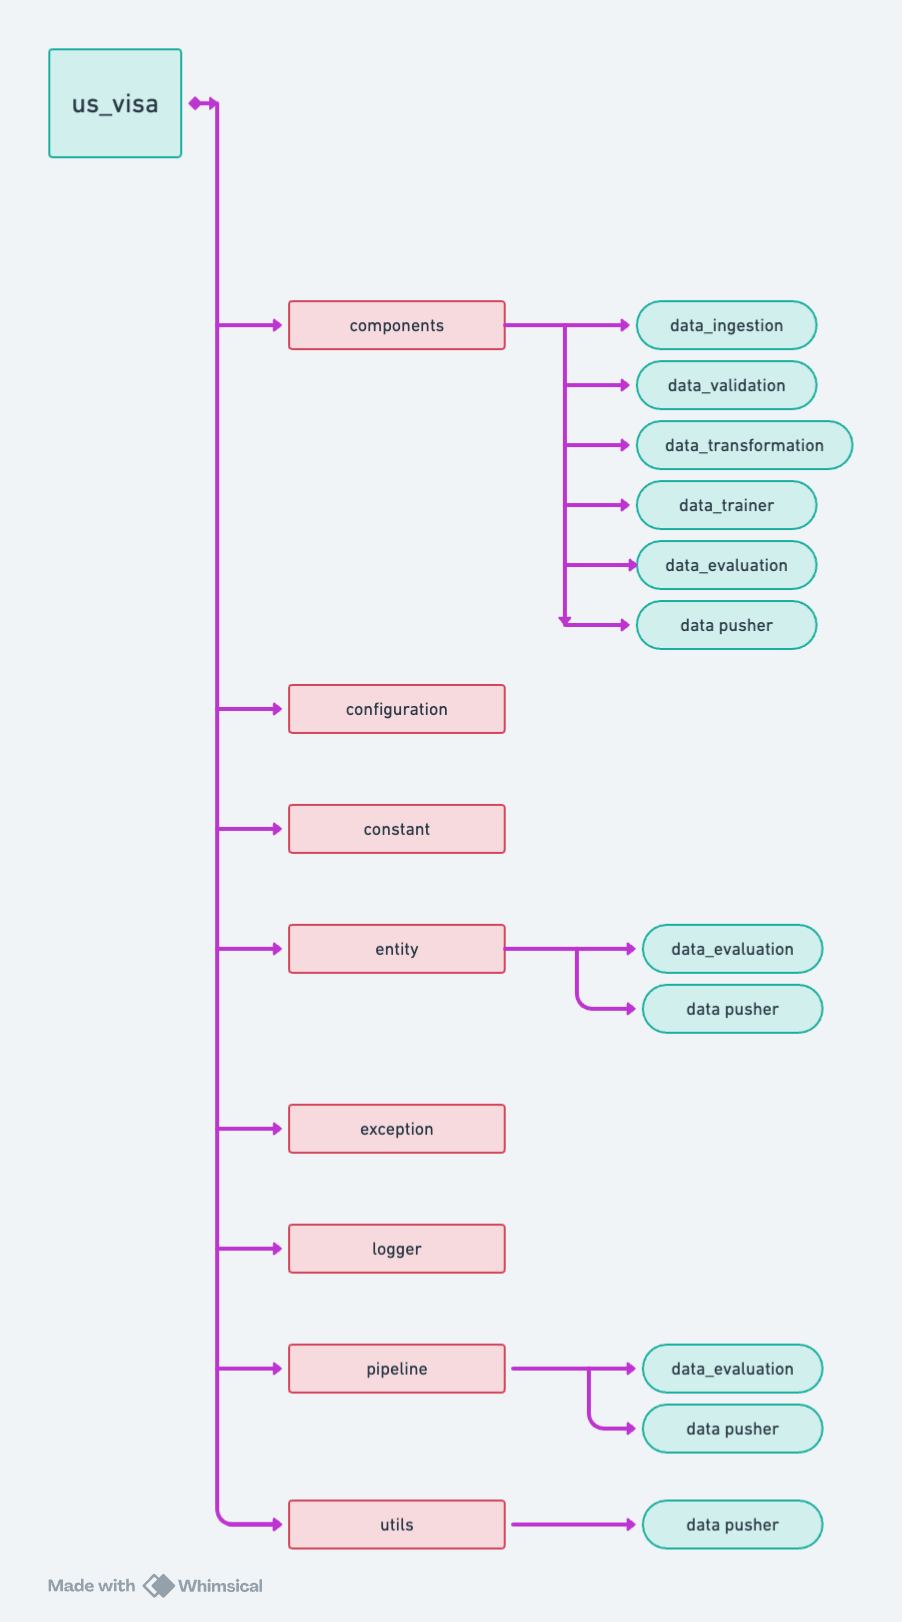 us_visa
components
data_ingestion
data_validation
data_transformation
data_trainer
data_evaluation
data pusher
configuration
constant
entity
data_evaluation
data pusher
exception
logger
pipeline
data_evaluation
data pusher
utils
data pusher
Made with Whimsical